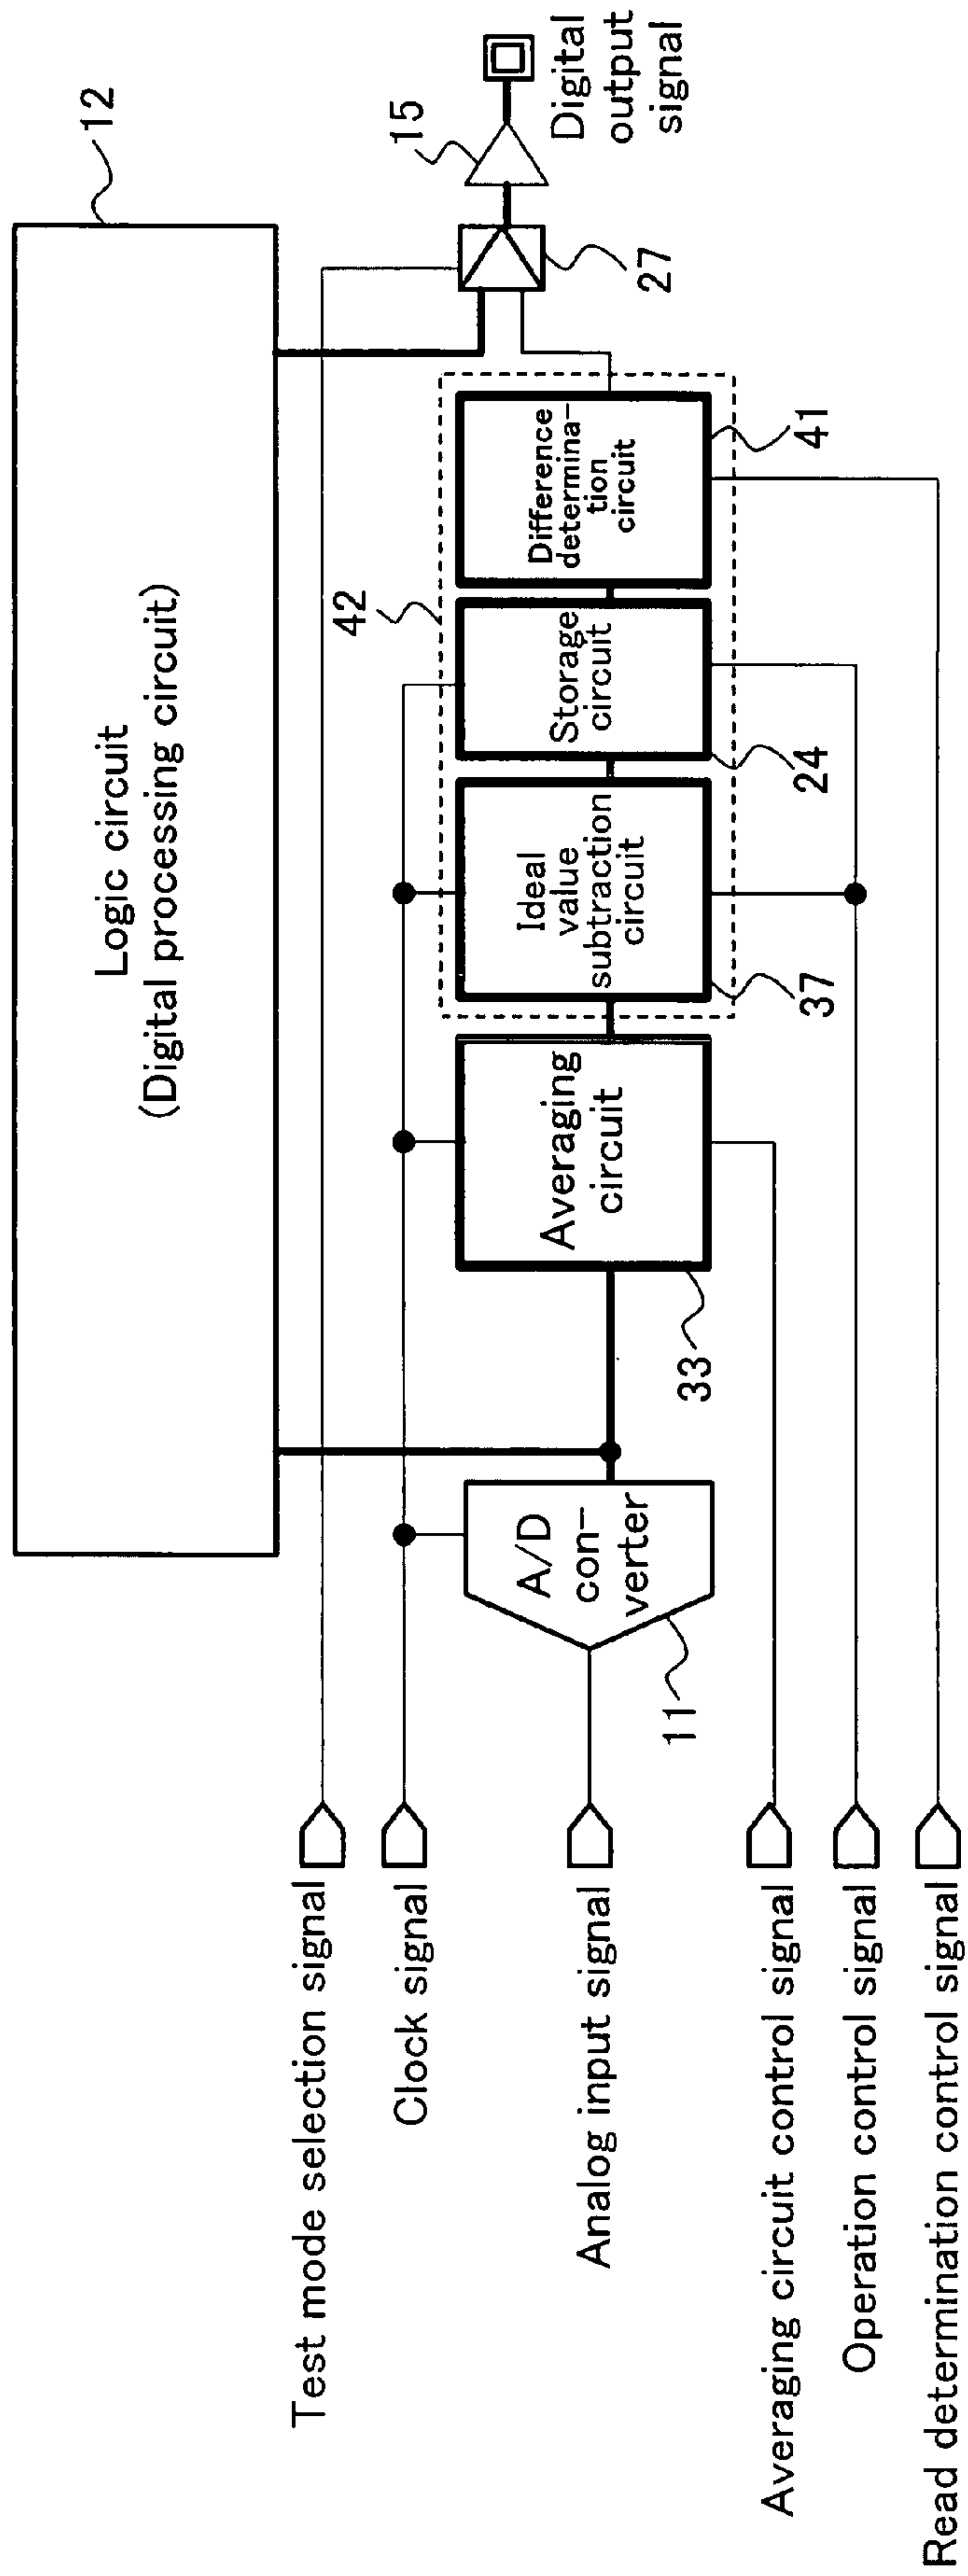 Logic circuit
(Digital processing circuit)
12
Test mode selection signal
Clock signal
Analog input signal
Averaging circuit control signal
Operation control signal
Read determination control signal
A/D
con-
verter
11
Averaging
circuit
33
Ideal
value
subtraction
circuit
37
Storage
circuit
24
Difference
determina-
tion
circuit
41
42
27
15
Digital
output
signal